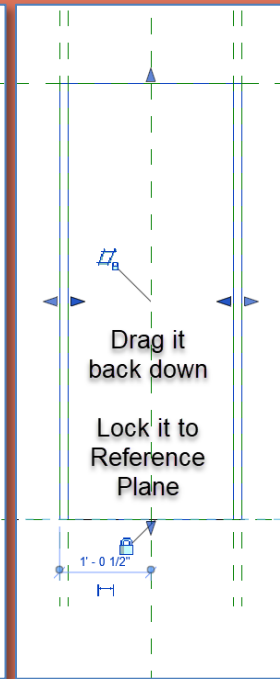 Drag it
back down
Lock it to
Reference
Plane
1' - 0 1/2"